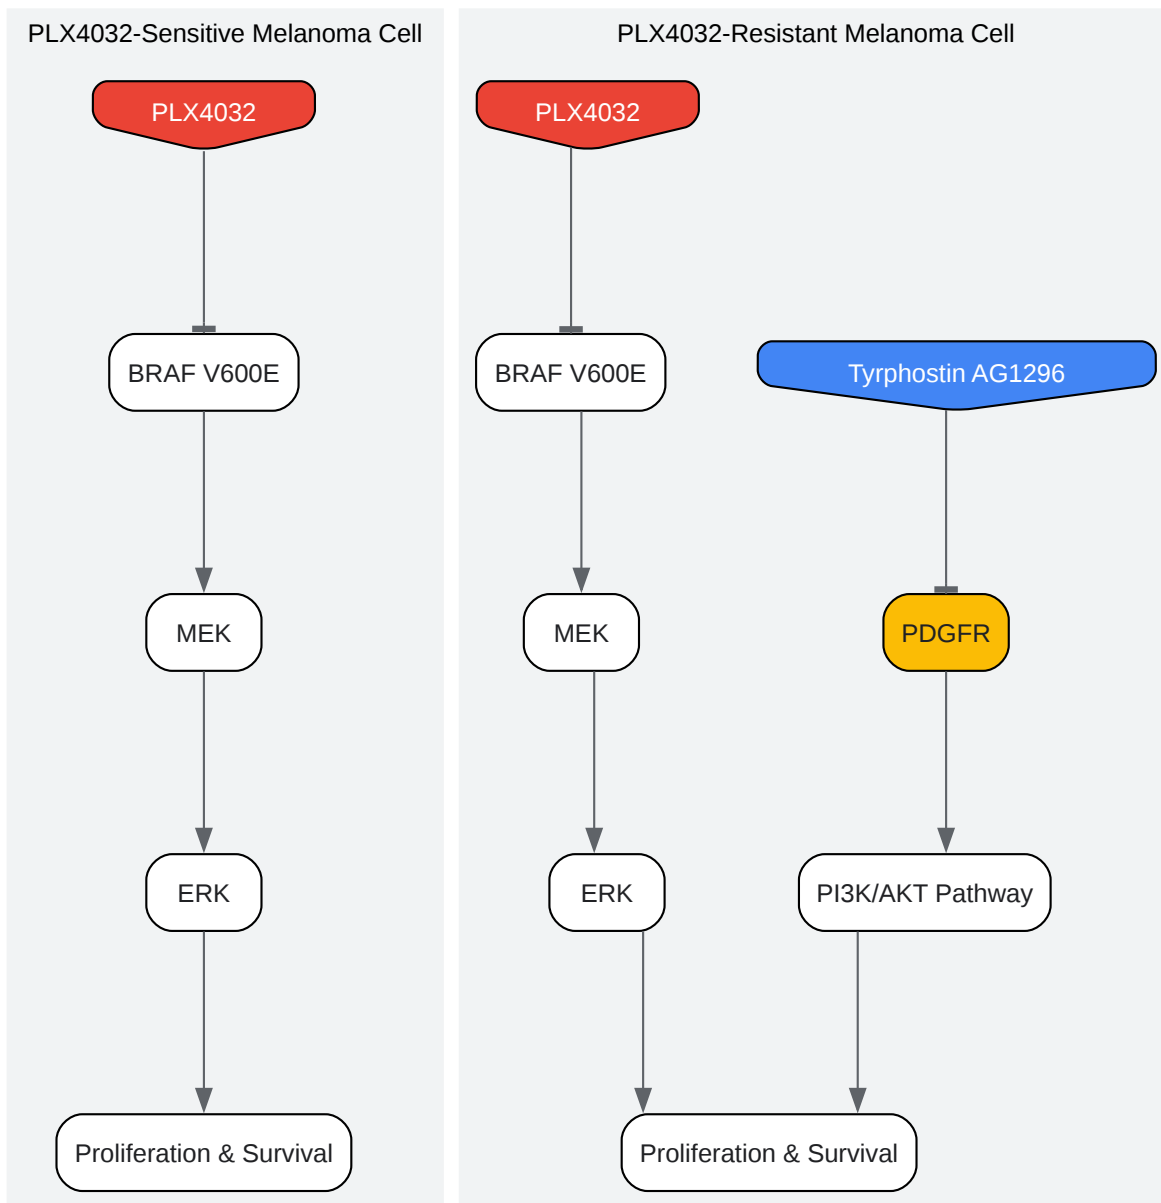 PLX4032-Sensitive Melanoma Cell
PLX4032
BRAF V600E
MEK
ERK
Proliferation & Survival
PLX4032-Resistant Melanoma Cell
PLX4032
BRAF V600E
Tyrphostin AG1296
MEK
PDGFR
ERK
PI3K/AKT Pathway
Proliferation & Survival